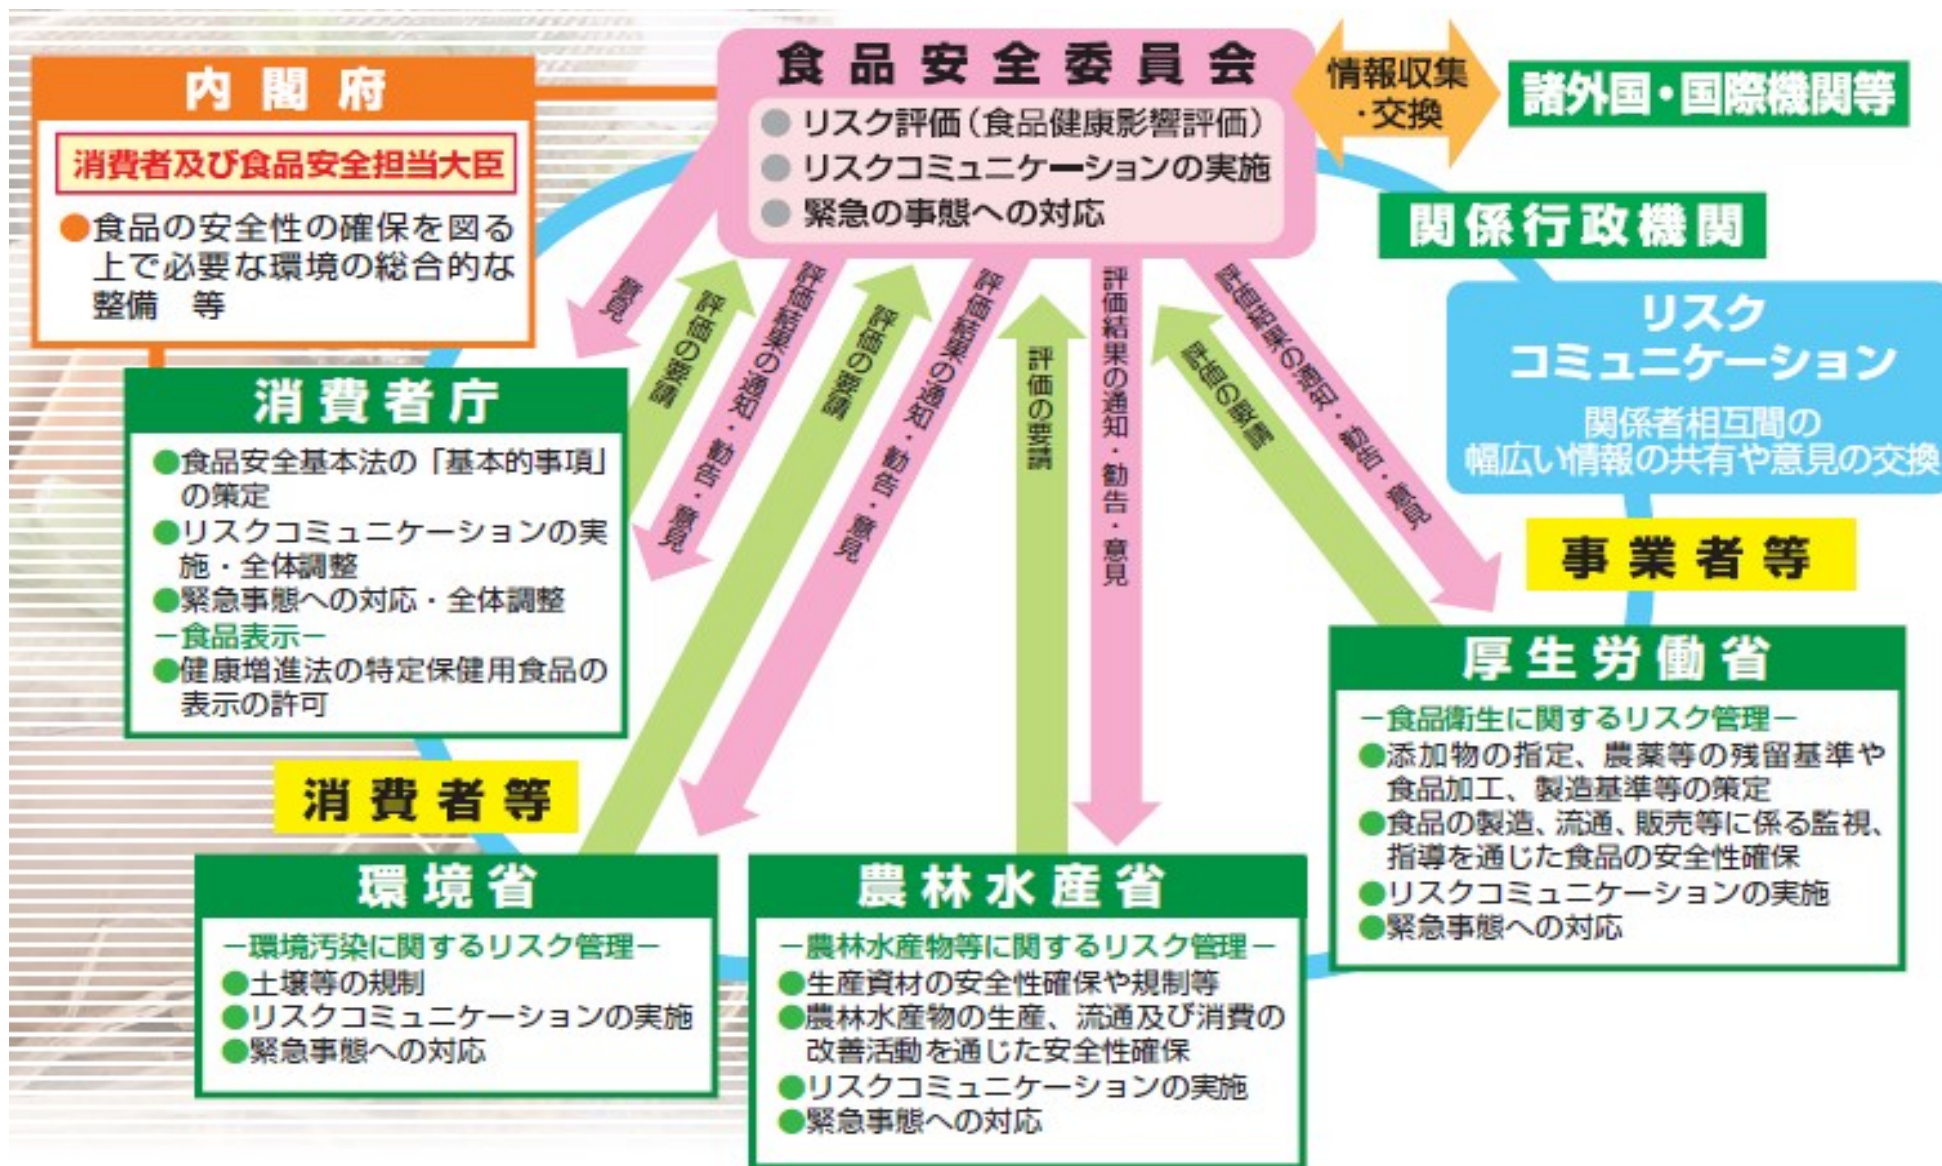 食品安全委員会
● リスク評価(食品健康影響評価)
● リスクコミュニケーションの実施
● 緊急の事態への対応
情報収集
・交換
諸外国・国際機関等
内閣府
消費者及び食品安全担当大臣
●食品の安全性の確保を図る
上で必要な環境の総合的な
整備 等
関係行政機関
リスク
コミュニケーション
関係者相互間の
幅広い情報の共有や意見の交換
意見
評価の要請
評価結果の通知・勧告・意見
評価の要請
評価結果の通知・勧告・意見
評価の要請
評価結果の通知・勧告・意見
評価の要請
評価結果の通知・勧告・意見
消費者庁
●食品安全基本法の「基本的事項」
の策定
●リスクコミュニケーションの実
施・全体調整
●緊急事態への対応・全体調整
−食品表示−
●健康増進法の特定保健用食品の
表示の許可
事業者等
厚生労働省
−食品衛生に関するリスク管理−
●添加物の指定、農薬等の残留基準や
食品加工、製造基準等の策定
●食品の製造、流通、販売等に係る監視、
指導を通じた食品の安全性確保
●リスクコミュニケーションの実施
●緊急事態への対応
消費者等
環境省
−環境汚染に関するリスク管理−
●土壌等の規制
●リスクコミュニケーションの実施
●緊急事態への対応
農林水産省
−農林水産物等に関するリスク管理−
●生産資材の安全性確保や規制等
●農林水産物の生産、流通及び消費の
改善活動を通じた安全性確保
●リスクコミュニケーションの実施
●緊急事態への対応